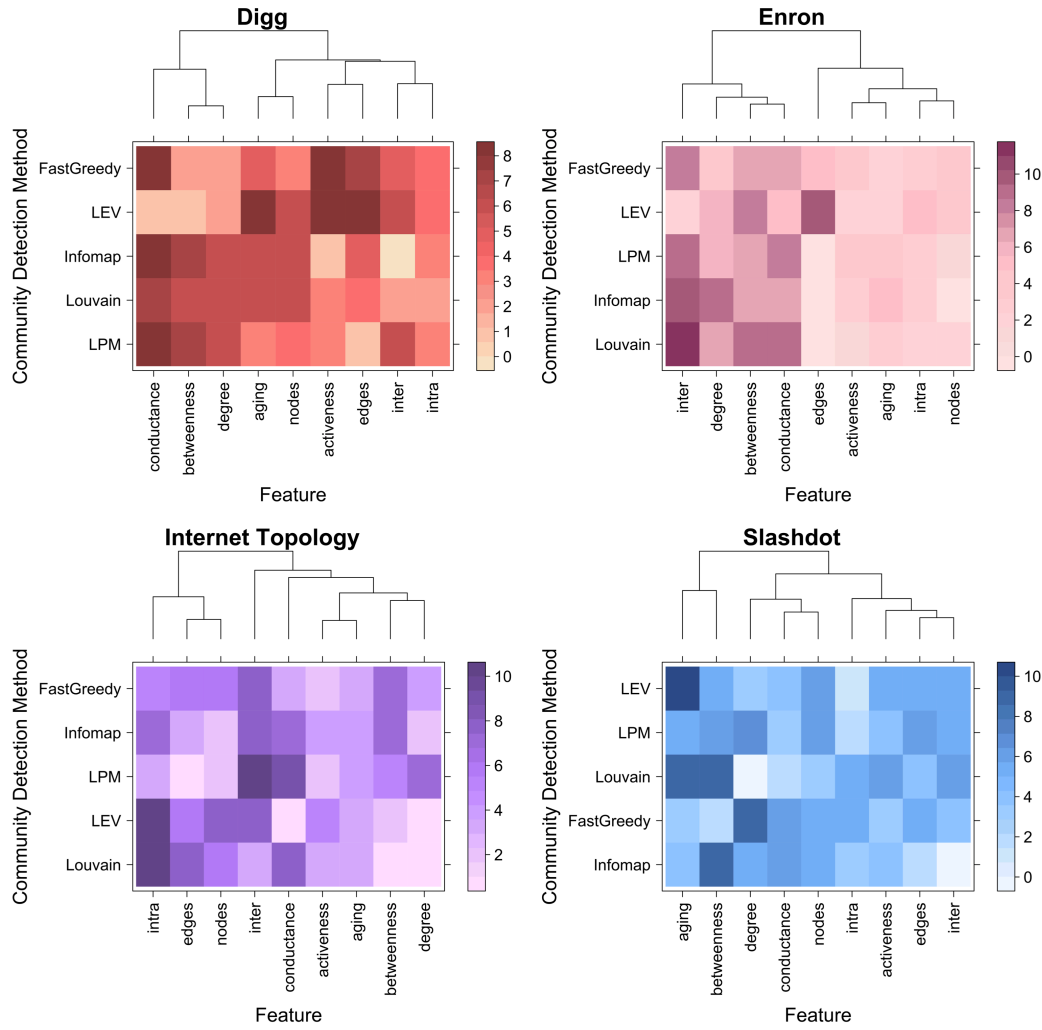 Digg
Community Detection Method
FastGreedy
LEV
Infomap
Louvain
LPM
8
7
6
5
4
3
2
1
0
conductance
betweenness
degree
aging
nodes
activeness
edges
inter
intra
Feature
Enron
Community Detection Method
FastGreedy
LEV
LPM
Infomap
Louvain
10
8
6
4
2
0
inter
degree
betweenness
conductance
edges
activeness
aging
intra
nodes
Feature
Internet Topology
Community Detection Method
FastGreedy
Infomap
LPM
LEV
Louvain
10
8
6
4
2
intra
edges
nodes
inter
conductance
activeness
aging
betweenness
degree
Feature
Slashdot
Community Detection Method
LEV
LPM
Louvain
FastGreedy
Infomap
10
8
6
4
2
0
aging
betweenness
degree
conductance
nodes
intra
activeness
edges
inter
Feature